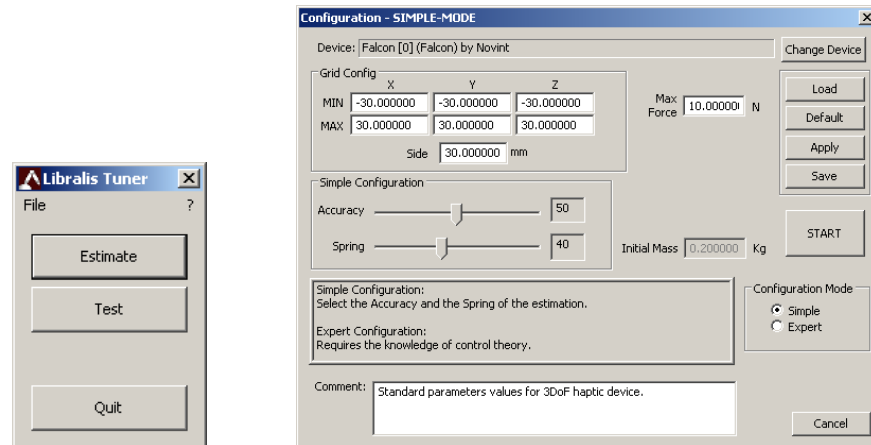 Libralis Tuner
File ?
Estimate
Test
Quit
Configuration - SIMPLE-MODE
Device: Falcon [0] (Falcon) by Novint
Change Device
Grid Config
X Y Z
MIN -30.000000 -30.000000 -30.000000
MAX 30.000000 30.000000 30.000000
Side 30.000000 mm
Max
Force 10.00000 N
Load
Default
Apply
Save
Simple Configuration
Accuracy 50
Spring 40
Initial Mass 0.200000 Kg
START
Simple Configuration:
Select the Accuracy and the Spring of the estimation.
Expert Configuration:
Requires the knowledge of control theory.
Configuration Mode
Simple
Expert
Comment: Standard parameters values for 3DoF haptic device.
Cancel